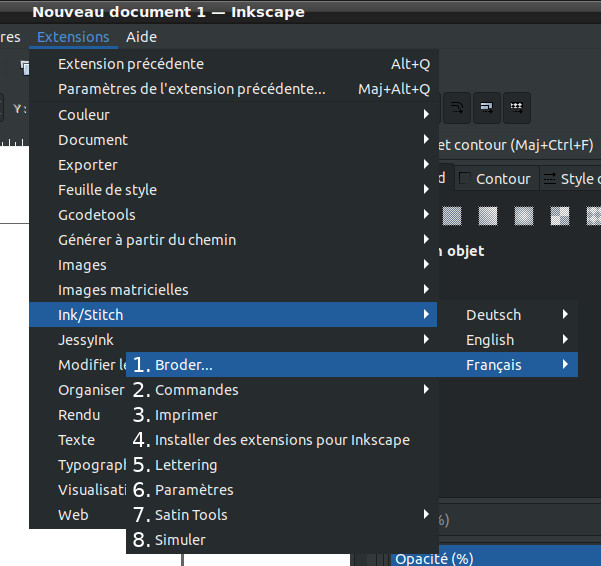 Nouveau document 1 — Inkscape
res Extensions Aide
Extension précédente Alt+Q
Paramètres de l'extension précédente... Maj+Alt+Q
Y:
Couleur
Document
et contour (Maj+Ctrl+F)
Exporter
d Contour Style
Feuille de style
Gcodetools
Générer à partir du chemin
objet
Images
Images matricielles
Ink/Stitch
Deutsch
JessyInk
English
Modifier
1. Broder...
Français
Organiser
2. Commandes
Rendu
3. Imprimer
Texte
4. Installer des extensions pour Inkscape
5. Lettering
6. Paramètres
Web
7. Satin Tools
%)
8. Simuler
Opacité (%)